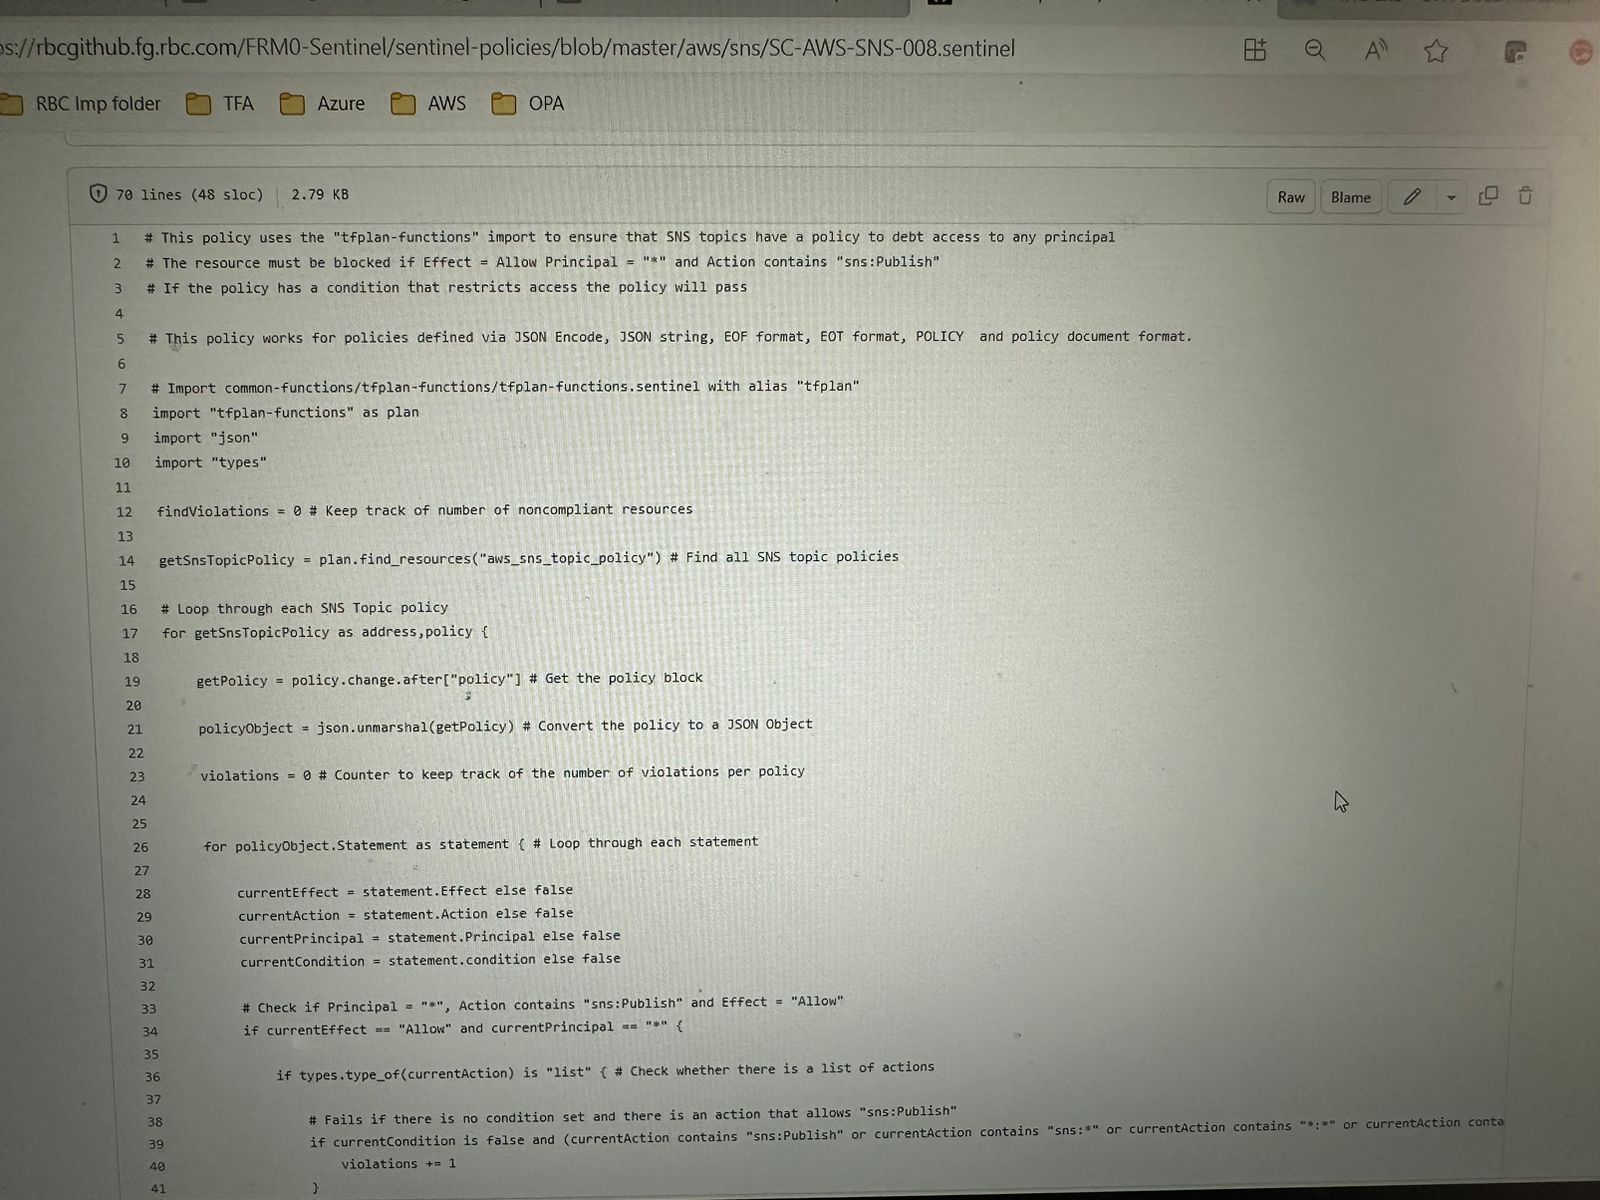 s://rbcgithub.fg.rbc.com/FRM0-Sentinel/sentinel-policies/blob/master/aws/sns/SC-AWS-SNS-008.sentinel
RBC Imp folder TFA Azure AWS OPA
70 lines (48 sloc) 2.79 KB Raw Blame
1 # This policy uses the "tfplan-functions" import to ensure that SNS topics have a policy to debt access to any principal
2 # The resource must be blocked if Effect = Allow Principal = "*" and Action contains "sns:Publish"
3 # If the policy has a condition that restricts access the policy will pass
4
5 # This policy works for policies defined via JSON Encode, JSON string, EOF format, EOT format, POLICY  and policy document format.
6
7 # Import common-functions/tfplan-functions/tfplan-functions.sentinel with alias "tfplan"
8 import "tfplan-functions" as plan
9 import "json"
10 import "types"
11
12 findViolations = 0 # Keep track of number of noncompliant resources
13
14 getSnsTopicPolicy = plan.find_resources("aws_sns_topic_policy") # Find all SNS topic policies
15
16 # Loop through each SNS Topic policy
17 for getSnsTopicPolicy as address,policy {
18
19 getPolicy = policy.change.after["policy"] # Get the policy block
20
21 policyObject = json.unmarshal(getPolicy) # Convert the policy to a JSON Object
22
23 violations = 0 # Counter to keep track of the number of violations per policy
24
25
26 for policyObject.Statement as statement { # Loop through each statement
27
28 currentEffect = statement.Effect else false
29 currentAction = statement.Action else false
30 currentPrincipal = statement.Principal else false
31 currentCondition = statement.condition else false
32
33 # Check if Principal = "*", Action contains "sns:Publish" and Effect = "Allow"
34 if currentEffect == "Allow" and currentPrincipal == "*" {
35
36 if types.type_of(currentAction) is "list" { # Check whether there is a list of actions
37
38 # Fails if there is no condition set and there is an action that allows "sns:Publish"
39 if currentCondition is false and (currentAction contains "sns:Publish" or currentAction contains "sns:*" or currentAction contains "*:*" or currentAction conta
40 violations += 1
41 }